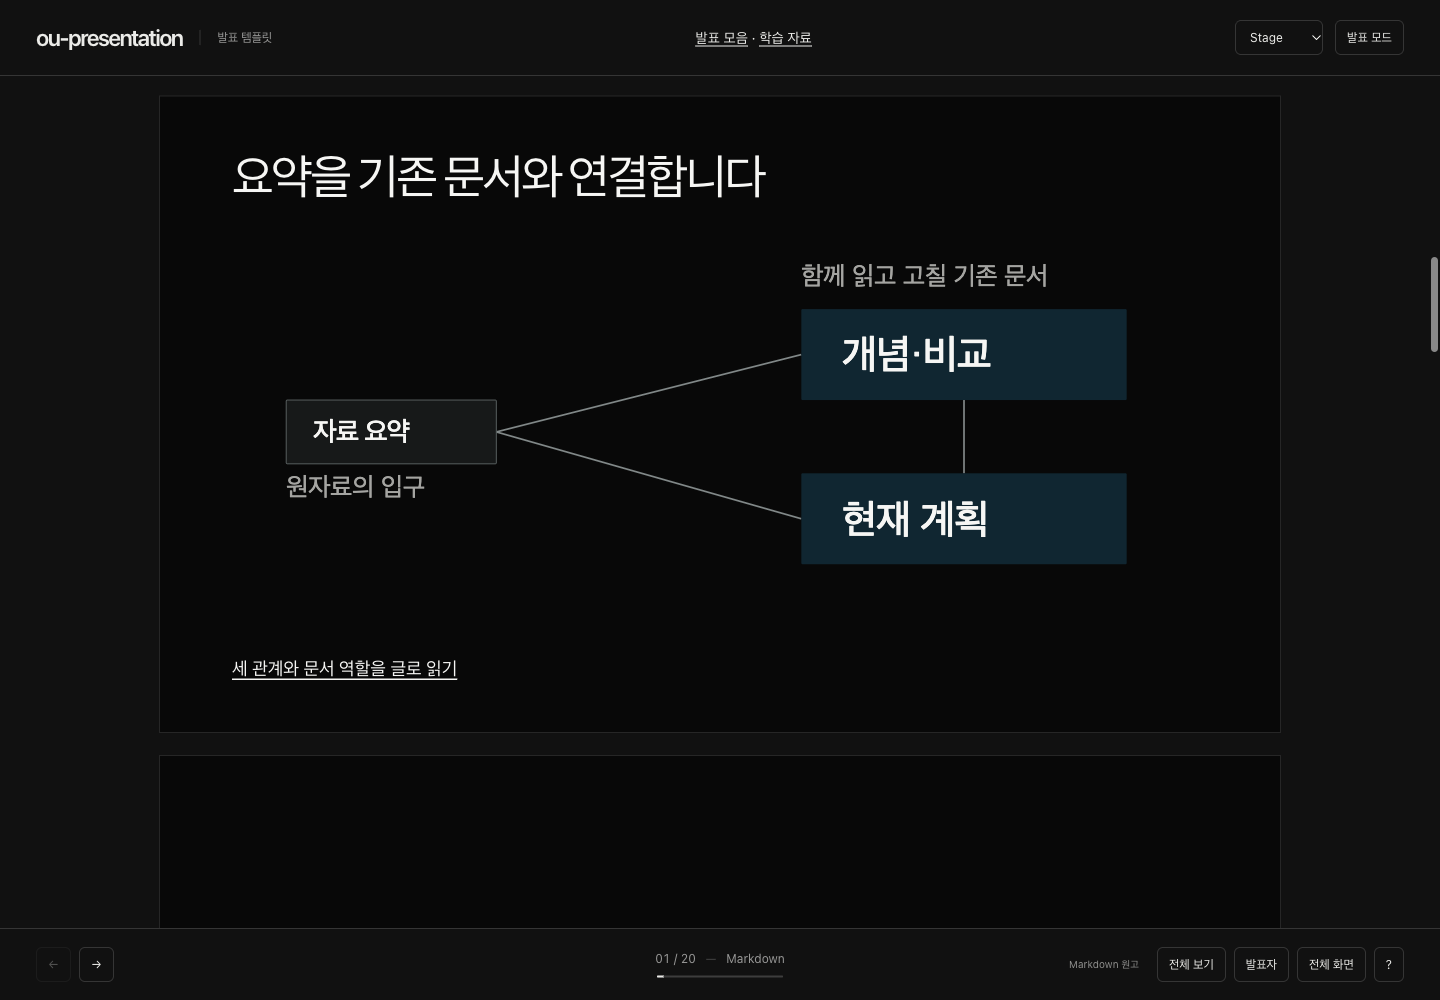 ou-presentation
발표 템플릿
발표 모음 · 학습 자료
Stage
발표 모드
요약을 기존 문서와 연결합니다
함께 읽고 고칠 기존 문서
개념·비교
자료 요약
원자료의 입구
현재 계획
세 관계와 문서 역할을 글로 읽기
←
→
01 / 20 — Markdown
Markdown 원고
전체 보기
발표자
전체 화면
?